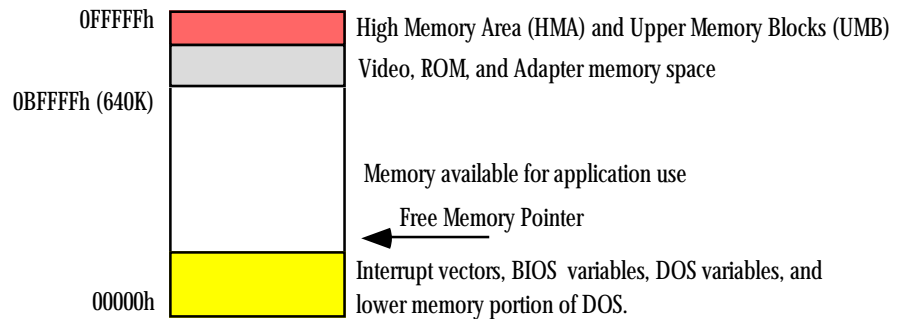 0FFFFFh
High Memory Area (HMA) and Upper Memory Blocks (UMB)
Video, ROM, and Adapter memory space
0BFFFFh (640K)
Memory available for application use
Free Memory Pointer
Interrupt vectors, BIOS variables, DOS variables, and
lower memory portion of DOS.
00000h